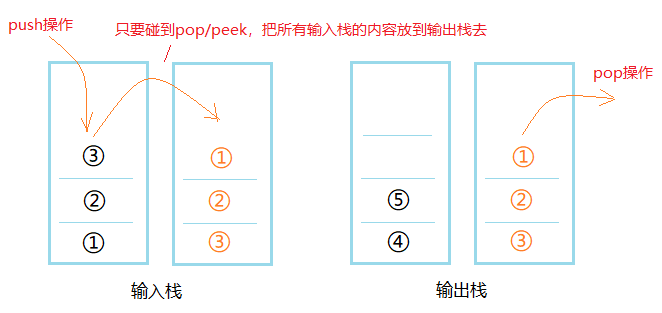 push操作
只要碰到pop/peek，把所有输入栈的内容放到输出栈去
pop操作
③ ①
② ②
① ③
① 
⑤ ②
④ ③
输入栈
输出栈